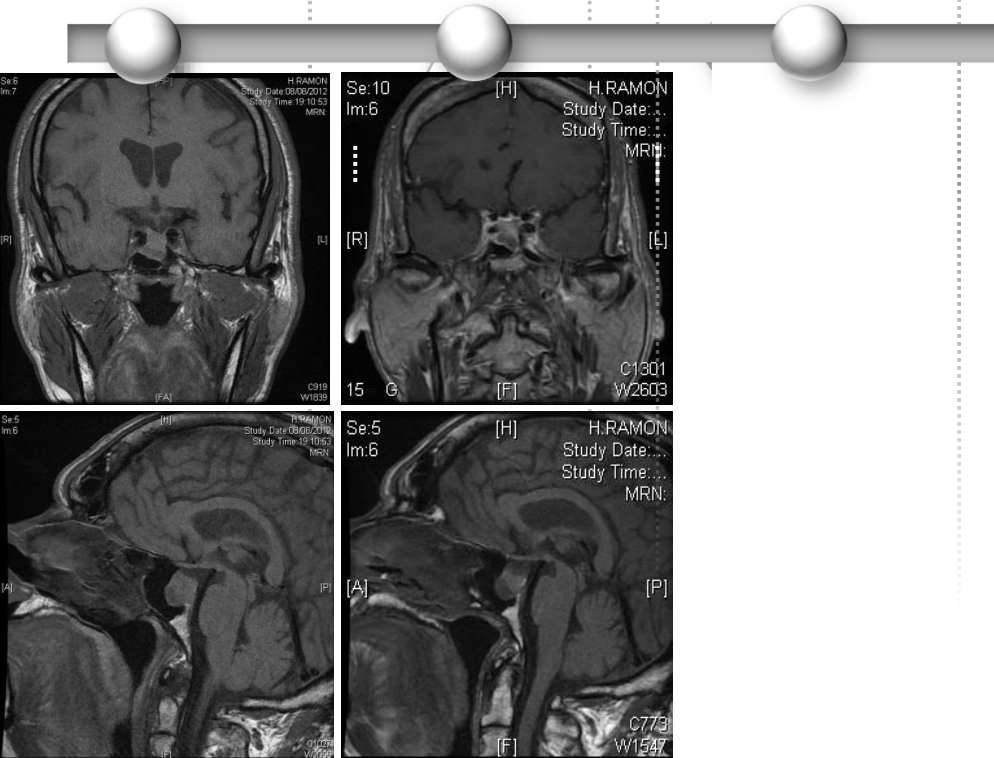 Se:6
Im:7
H.RAMON
Study Date:08/08/2012
Study Time:19:10:53
MRN:
[R]
[L]
C919
W1839
[FA]
Se:10
Im:6
[H]
H.RAMON
Study Date:...
Study Time:...
MRN:
[R]
[L]
C1301
W2603
15 G
[F]
Se:5
Im:6
[H]
H.RAMON
Study Date:08/08/2012
Study Time:19:10:53
MRN:
[A]
[P]
[F]
Se:5
Im:6
[H]
H.RAMON
Study Date:...
Study Time:...
MRN:
[A]
[P]
C773
W1547
[F]